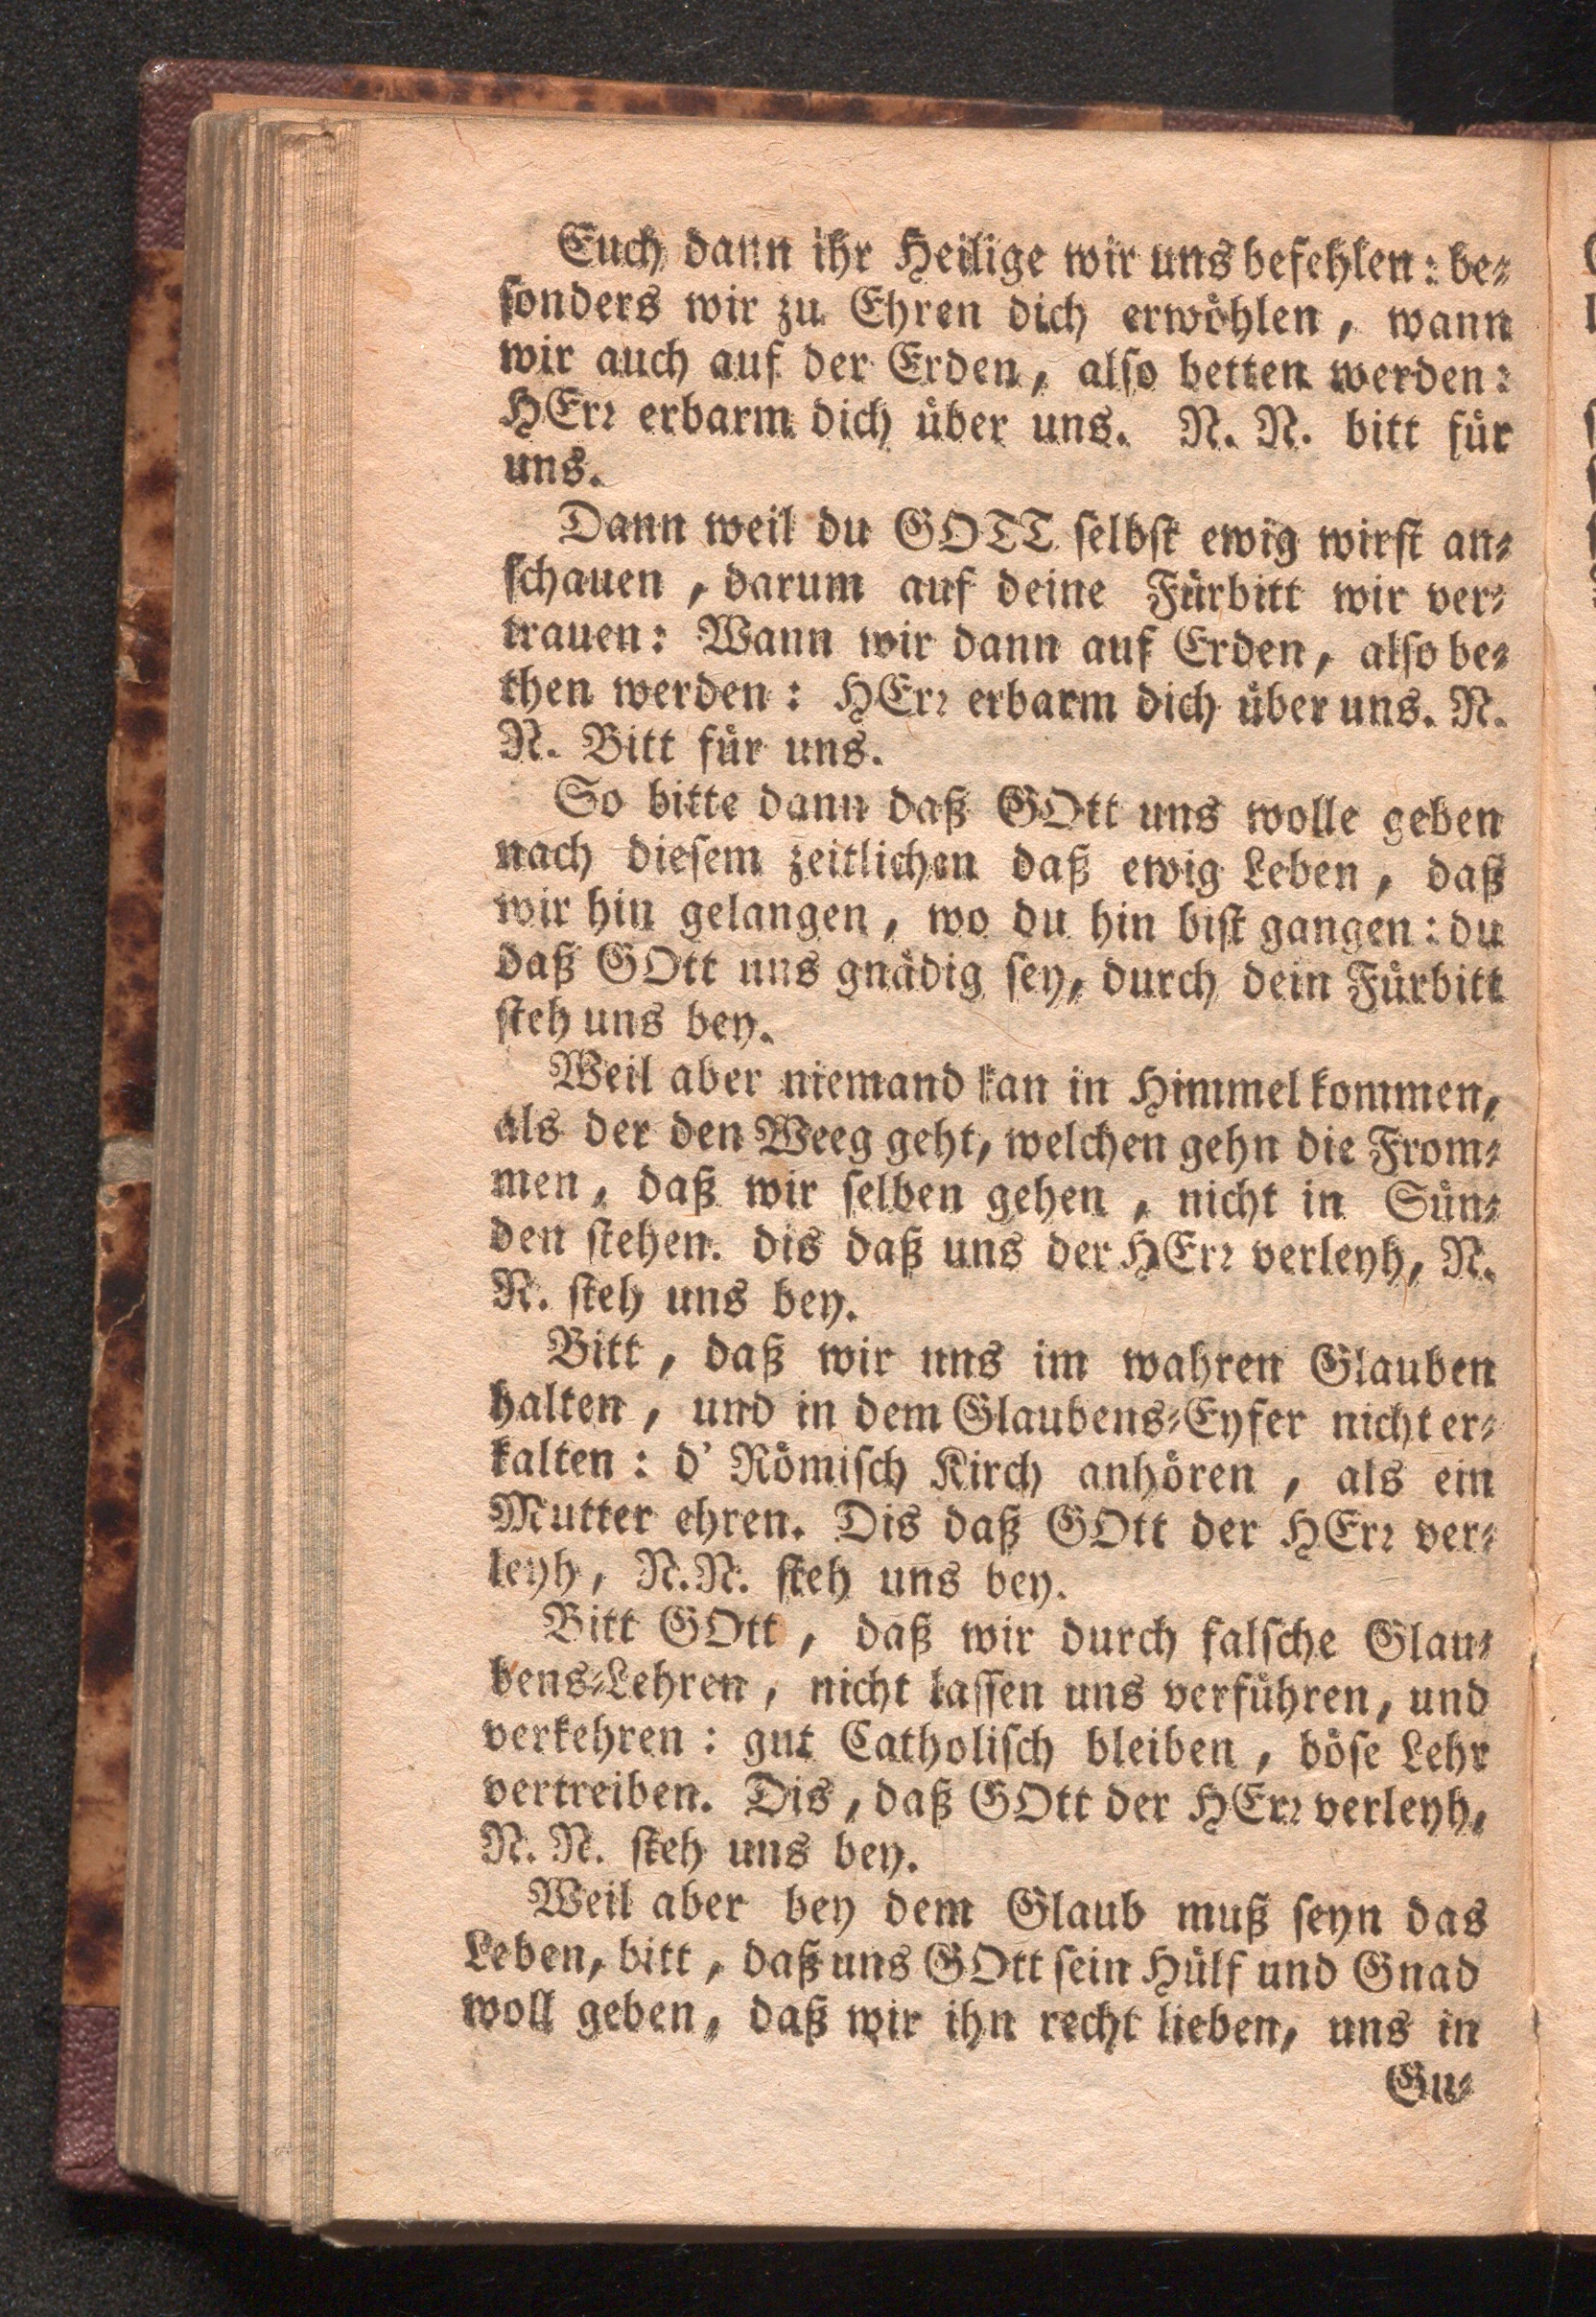 Euch dann ihr Heilige wir uns befehlen: be-
sonders wir zu Ehren dich erwöhlen, wann
wir auch auf der Erden, also betten werden:
HErr erbarm dich über uns. N. N. bitt für
uns.
Dann weil du GOTT selbst ewig wirst an-
schauen, darum auf deine Fürbitt wir ver-
trauen: Wann wir dann auf Erden, also be-
then werden: HErr erbarm dich über uns. N.
N. Bitt für uns.
So bitte dann daß GOtt uns wolle geben
nach diesem zeitlichen daß ewig Leben, daß
wir hin gelangen, wo du hin bist gangen: du
daß GOtt uns gnädig sey, durch dein Fürbitt
steh uns bey.
Weil aber niemand kan in Himmel kommen,
als der den Weeg geht, welchen gehn die From-
men, daß wir selben gehen, nicht in Sün-
den stehen. dis daß uns der HErr verleyh, N.
N. steh uns bey.
Bitt, daß wir uns im wahren Glauben
halten, und in dem Glaubens-Eyfer nicht er-
kalten: d' Römisch Kirch anhören, als ein
Mutter ehren. Dis daß GOtt der HErr ver-
leyh, N.N. steh uns bey.
Bitt GOtt, daß wir durch falsche Glau-
bens-Lehren, nicht lassen uns verführen, und
verkehren: gut Catholisch bleiben, böse Lehr
vertreiben. Dis, daß GOtt der HErr verleyh,
N. N. steh uns bey.
Weil aber bey dem Glaub muß seyn das
Leben, bitt, daß uns GOtt sein Hülf und Gnad
woll geben, daß wir ihn recht lieben, uns in
Gu-